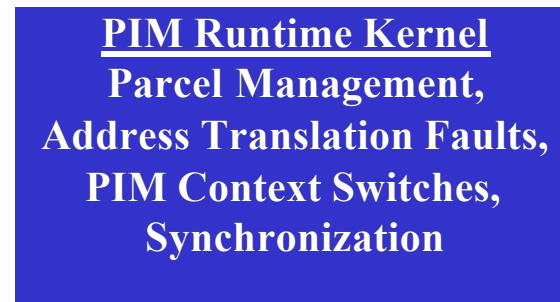 PIM Runtime Kernel
Parcel Management,
Address Translation Faults,
PIM Context Switches,
Synchronization